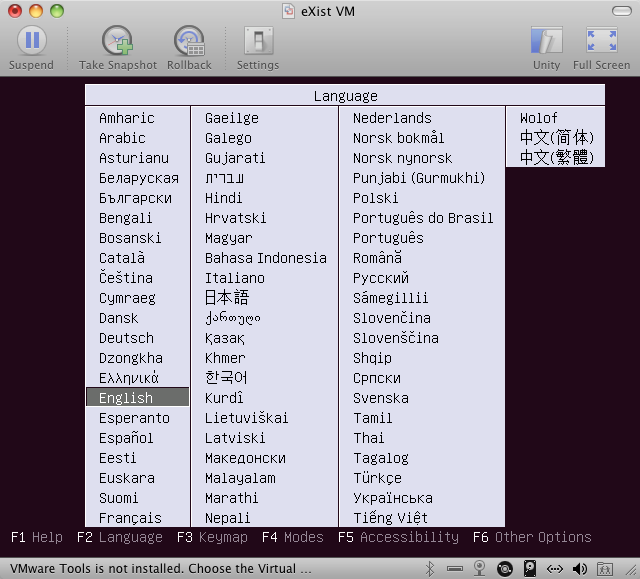 eXist VM
Suspend
Take Snapshot
Rollback
Settings
Unity
Full Screen
Language
Amharic
Arabic
Asturianu
Беларуская
Български
Bengali
Bosanski
Català
Čeština
Cymraeg
Dansk
Deutsch
Dzongkha
Ελληνικά
English
Esperanto
Español
Eesti
Euskara
Suomi
Français
Gaeilge
Galego
Gujarati
עברית
Hindi
Hrvatski
Magyar
Bahasa Indonesia
Italiano
日本語
ქართული
Қазақ
Khmer
한국어
Kurdî
Lietuviškai
Latviski
Македонски
Malayalam
Marathi
Nepali
Nederlands
Norsk bokmål
Norsk nynorsk
Punjabi (Gurmukhi)
Polski
Português do Brasil
Português
Română
Русский
Sámegillii
Slovenčina
Slovenščina
Shqip
Српски
Svenska
Tamil
Thai
Tagalog
Türkçe
Українська
Tiếng Việt
Wolof
中文(简体)
中文(繁體)
F1 Help F2 Language F3 Keymap F4 Modes F5 Accessibility F6 Other Options
VMware Tools is not installed. Choose the Virtual ...